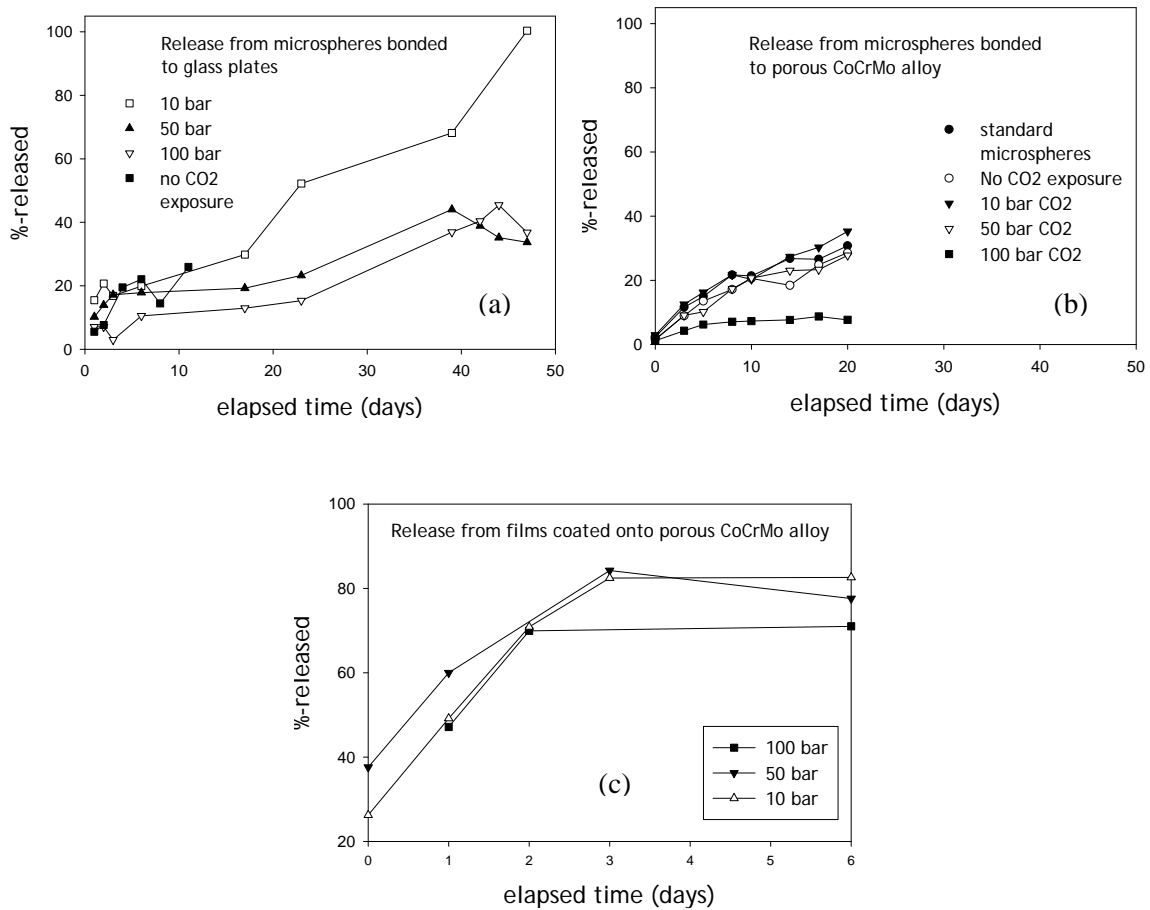 Release from microspheres bonded
to glass plates
10 bar
50 bar
100 bar
no CO2
exposure
(a)
%-released
0
20
40
60
80
100
0
10
20
30
40
50
elapsed time (days)
Release from microspheres bonded
to porous CoCrMo alloy
standard
microspheres
No CO2 exposure
10 bar CO2
50 bar CO2
100 bar CO2
(b)
%-released
0
20
40
60
80
100
0
10
20
30
40
50
elapsed time (days)
Release from films coated onto porous CoCrMo alloy
100 bar
50 bar
10 bar
(c)
%-released
20
40
60
80
100
0
1
2
3
4
5
6
elapsed time (days)